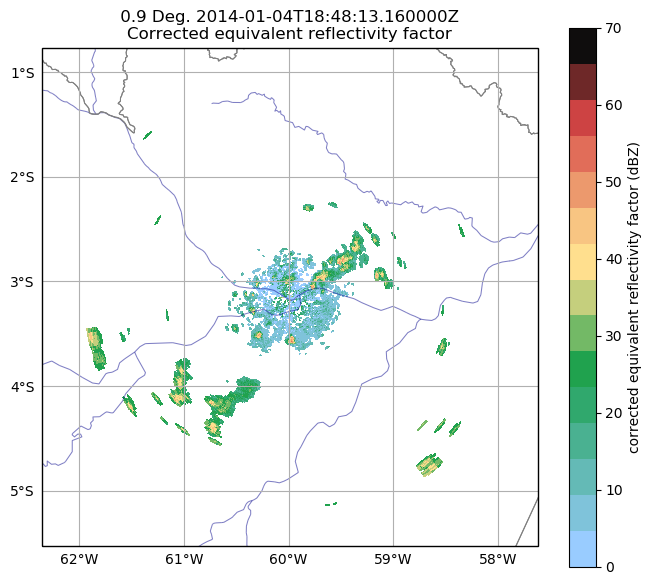 0.9 Deg. 2014-01-04T18:48:13.160000Z
Corrected equivalent reflectivity factor
1°S
2°S
3°S
4°S
5°S
62°W
61°W
60°W
59°W
58°W
70
60
50
40
30
20
10
0
corrected equivalent reflectivity factor (dBZ)